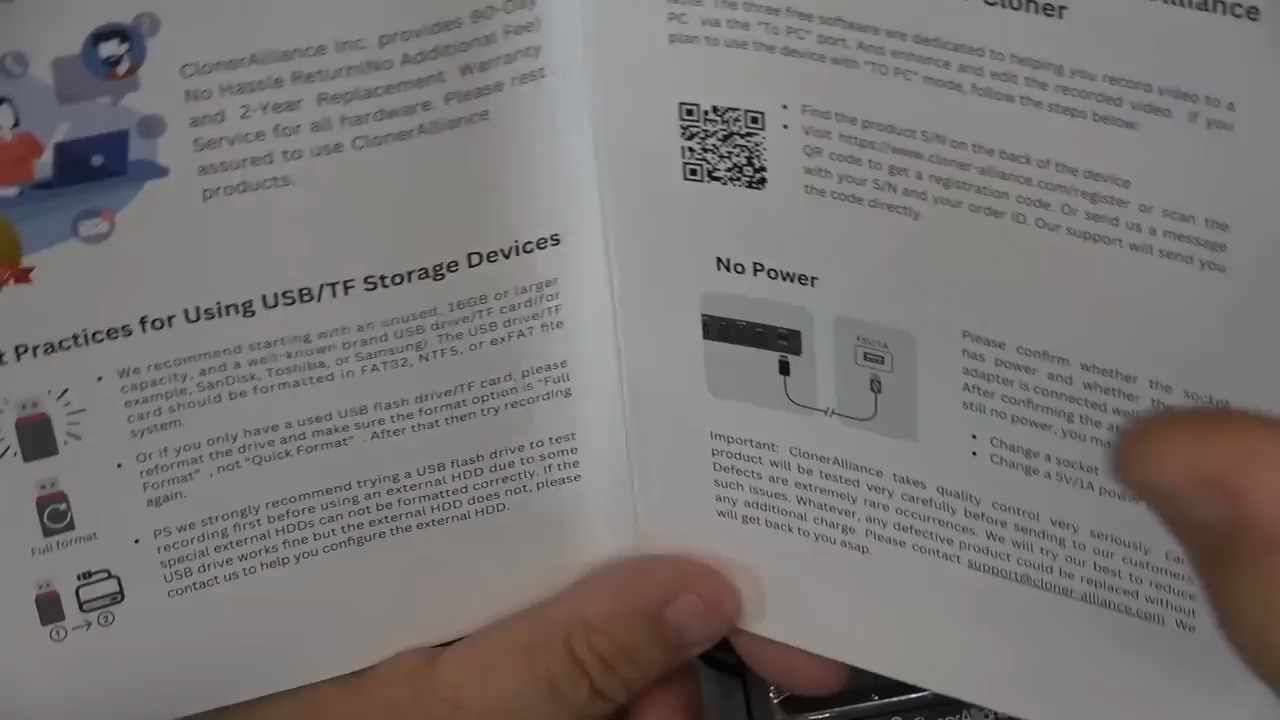 ClonerAlliance Inc. provides 90-Day
No Hassle Return(No Additional Fee)
and 2-Year Replacement Warranty
Service for all hardware. Please rest
assured to use ClonerAlliance
products.
t Practices for Using USB/TF Storage Devices
We recommend starting with an unused, 16GB or larger
capacity, and a well-known brand USB drive/TF card(for
example, SanDisk, Toshiba, or Samsung). The USB drive/TF
card should be formatted in FAT32, NTFS, or exFAT file
system.
Or if you only have a used USB flash drive/TF card, please
reformat the drive and make sure the format option is "Full
Format" , not "Quick Format" . After that then try recording
again.
Full format
PS we strongly recommend trying a USB flash drive to test
recording first before using an external HDD due to some
special external HDDs can not be formatted correctly. If the
USB drive works fine but the external HDD does not, please
contact us to help you configure the external HDD.
1 → 2
lliance
Cloner
Note: The three free software are dedicated to helping you record video to a
PC via the "To PC" port. And enhance and edit the recorded video. If you
plan to use the device with "TO PC" mode, follow the steps below:
Find the product S/N on the back of the device
Visit https://www.cloner-alliance.com/register or scan the
QR code to get a registration code. Or send us a message
with your S/N and your order ID. Our support will send you
the code directly.
No Power
5V/1A
Please confirm whether the socket
has power and whether the
adapter is connected well
After confirming the a
still no power, you ma
Change a socket
Change a 5V/1A pow
Important: ClonerAlliance takes quality control very seriously. Each
product will be tested very carefully before sending to our customers.
Defects are extremely rare occurrences. We will try our best to reduce
such issues. Whatever, any defective product could be replaced without
any additional charge. Please contact support@cloner-alliance.com We
will get back to you asap.